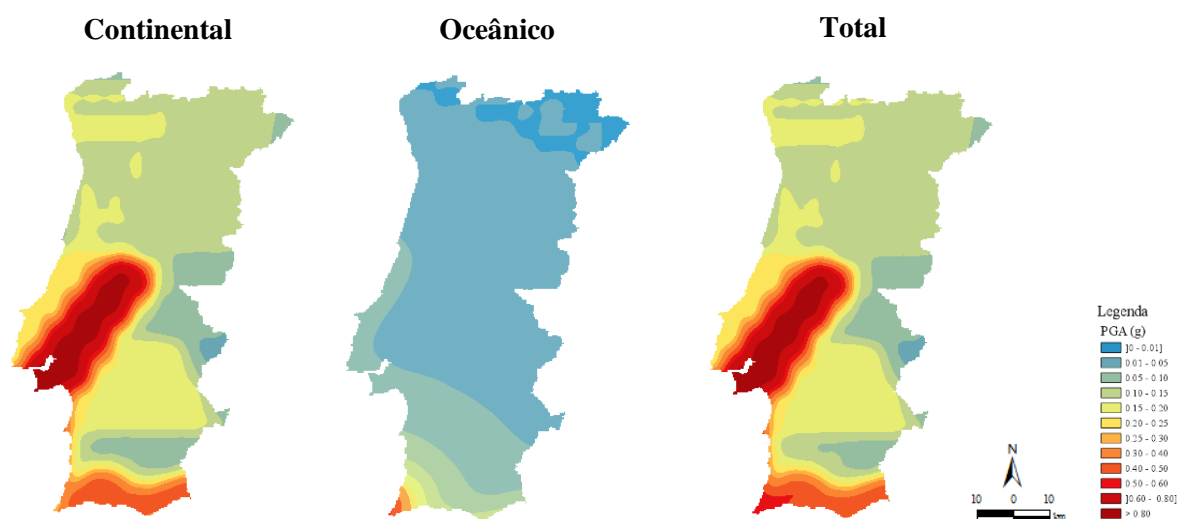 Continental
Oceânico
Total
Legenda
PGA (g)
]0 - 0.01]
0.01 - 0.05
0.05 - 0.10
0.10 - 0.15
0.15 - 0.20
0.20 - 0.25
0.25 - 0.30
0.30 - 0.40
0.40 - 0.50
0.50 - 0.60
]0.60 - 0.80]
> 0.80
N
10 0 10
km